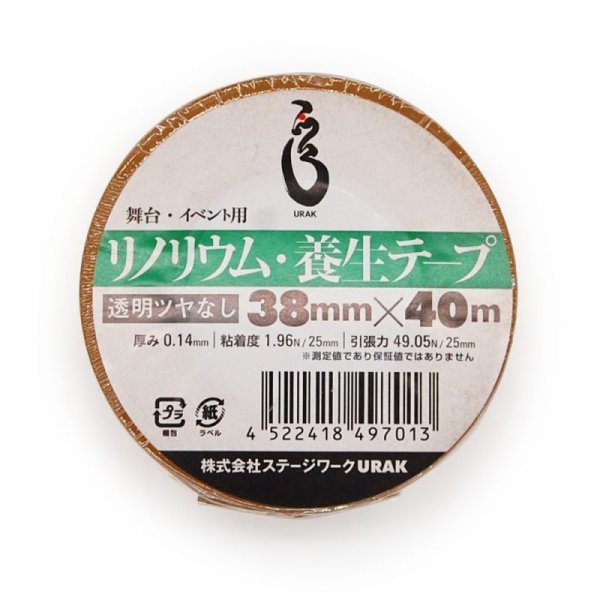 URAK
舞台・イベント用
リノリウム・養生テープ
透明ツヤなし 38mm×40m
厚み 0.14mm | 粘着度 1.96N/25mm | 引張力 49.05N/25mm
※測定値であり保証値ではありません
プラ 紙
梱包 ラベル
4 522418 497013
株式会社ステージワークURAK